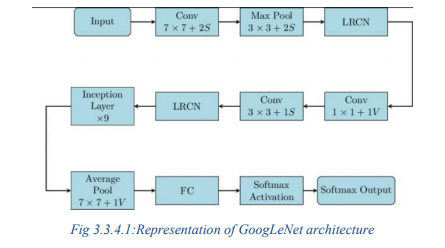 Input
Conv
7 × 7 + 2S
Max Pool
3 × 3 + 2S
LRCN
Inception
Layer
×9
LRCN
Conv
3 × 3 + 1S
Conv
1 × 1 + 1V
Average
Pool
7 × 7 + 1V
FC
Softmax
Activation
Softmax Output
Fig 3.3.4.1:Representation of GoogLeNet architecture